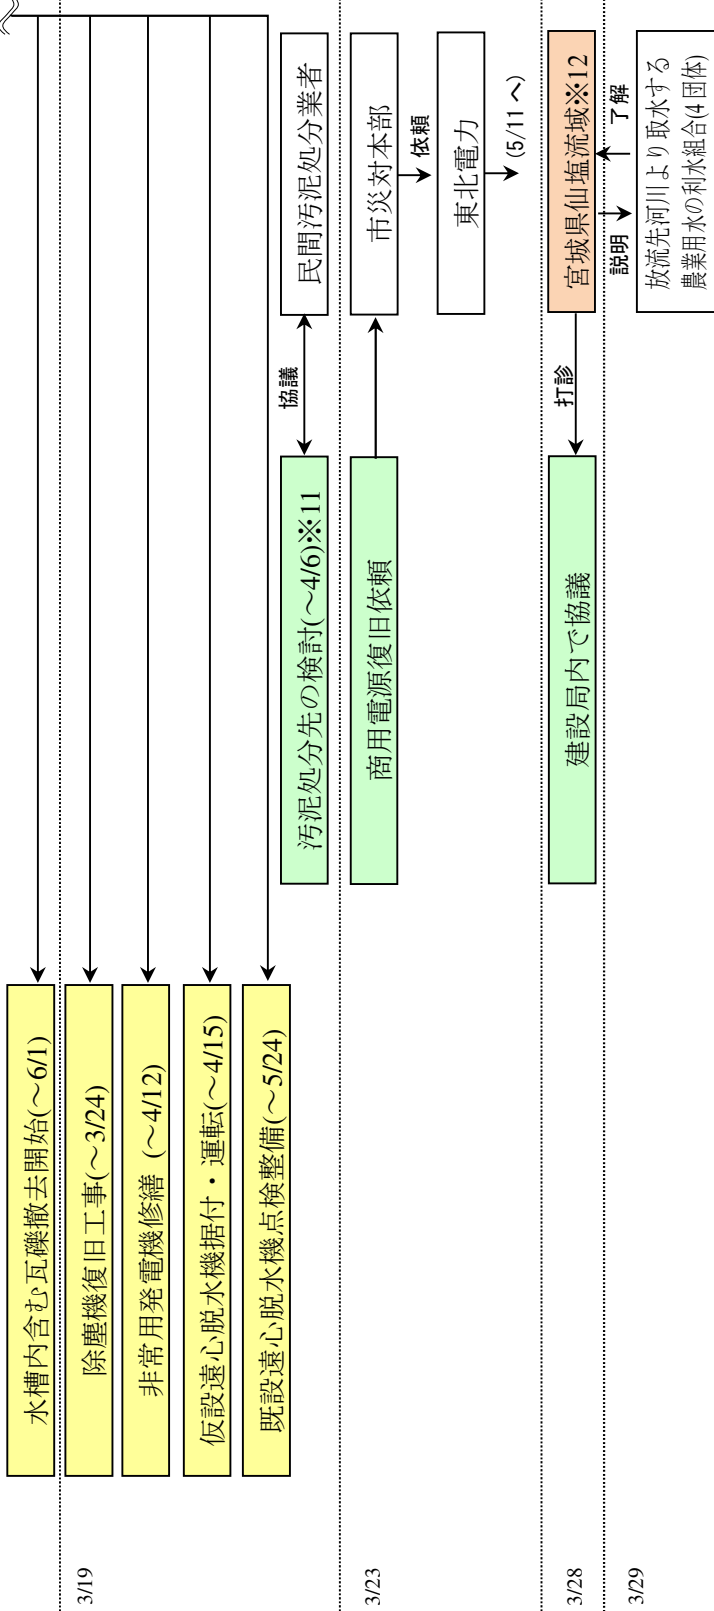 水槽内含む瓦礫撤去開始(～6/1)
3/19
除塵機復旧工事(～3/24)
非常用発電機修繕 (～4/12)
仮設遠心脱水機据付・運転(～4/15)
既設遠心脱水機点検整備(～5/24)
汚泥処分先の検討(～4/6)※11
協議
民間汚泥処分業者
3/23
商用電源復旧依頼
市災対本部
依頼
東北電力
(5/11 へ)
3/28
建設局内で協議
打診
宮城県仙塩流域※12
3/29
説明
了解
放流先河川より取水する
農業用水の利水組合(4 団体)